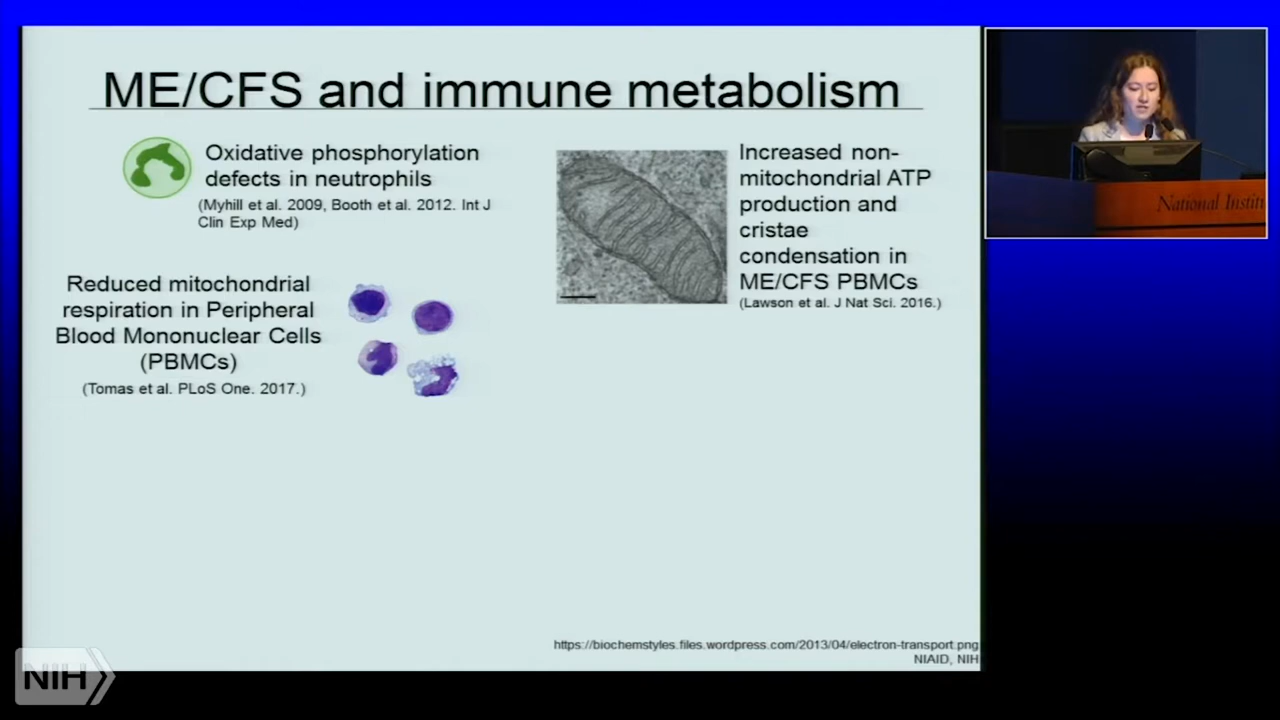 ME/CFS and immune metabolism
Oxidative phosphorylation
defects in neutrophils
(Myhill et al. 2009, Booth et al. 2012. Int J
Clin Exp Med)
Reduced mitochondrial
respiration in Peripheral
Blood Mononuclear Cells
(PBMCs)
(Tomas et al. PLoS One. 2017.)
Increased non-
mitochondrial ATP
production and
cristae
condensation in
ME/CFS PBMCs
(Lawson et al. J Nat Sci. 2016.)
https://biochemstyles.files.wordpress.com/2013/04/electron-transport.png
NIAID, NIH
National Instit
NIH